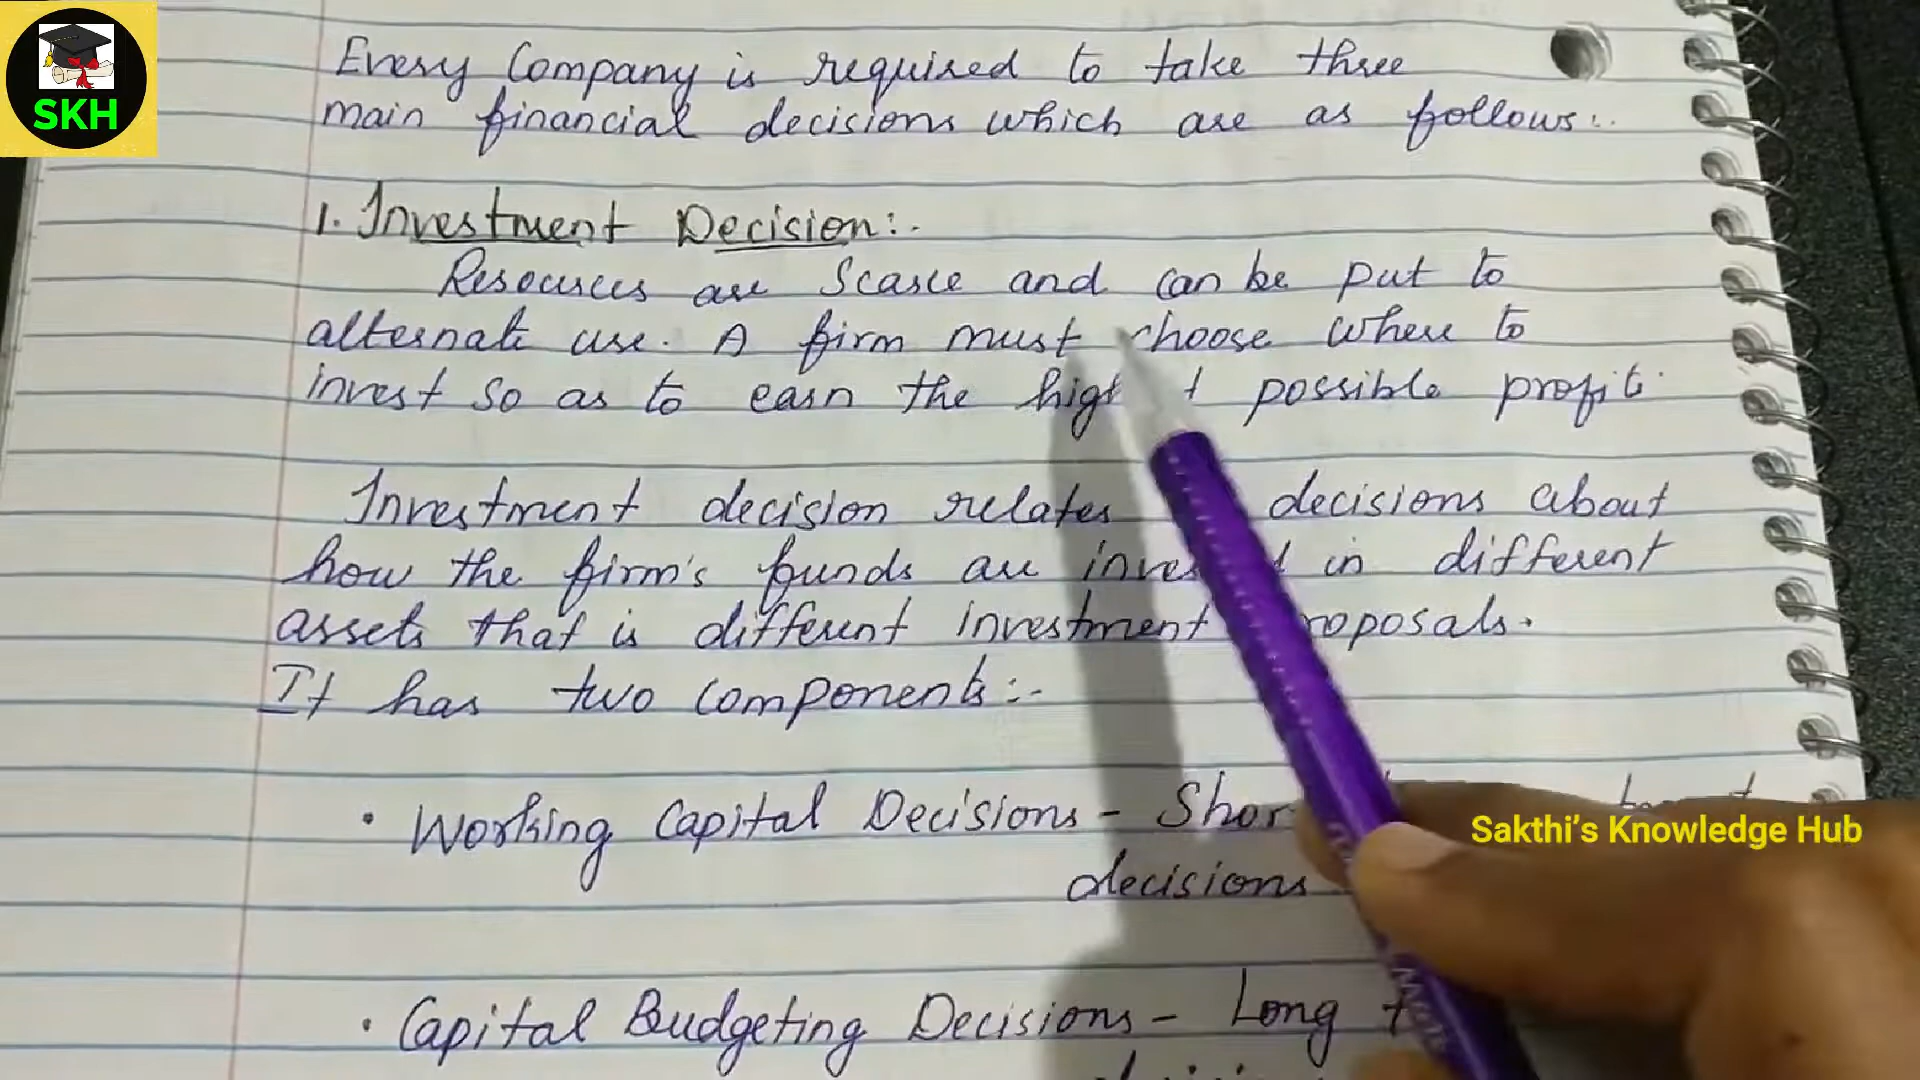 SKH
Every Company is required to take three
main financial decisions which are as follows:.
1. Investment Decision:.
Resources are Scarce and can be put to
alternate use. A firm must choose where to
invest so as to earn the possible profit.
Investment decision relates decisions about
how the firm's funds are in different
assets that is different investment
It has two components:-
• Working Capital Decisions -
Sakthi's Knowledge Hub
decisions
• Capital Budgeting Decisions - Long